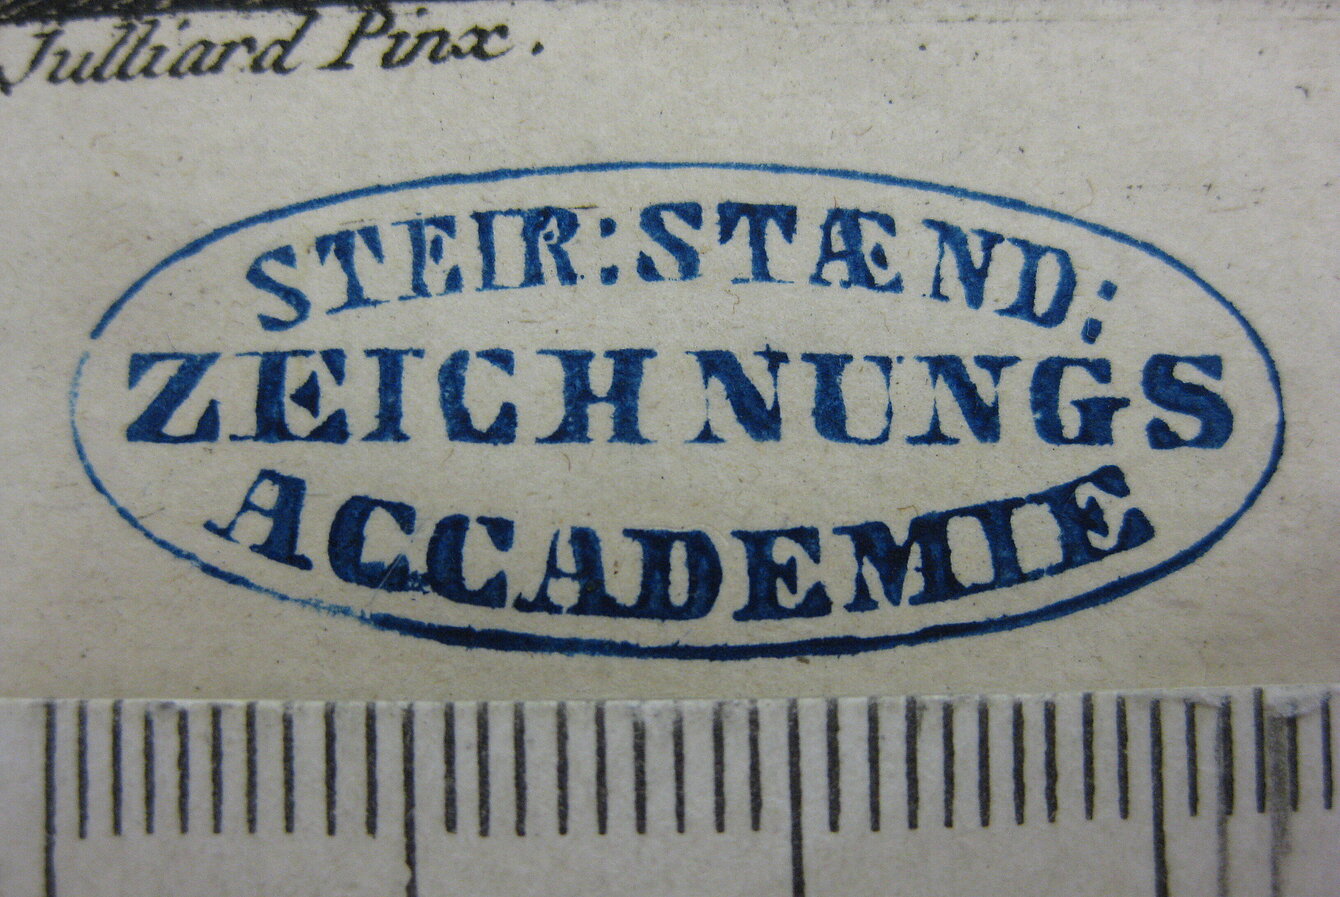 Julliard Pinx.
STEIR: STÆND:
ZEICHNUNGS
ACCADEMIE